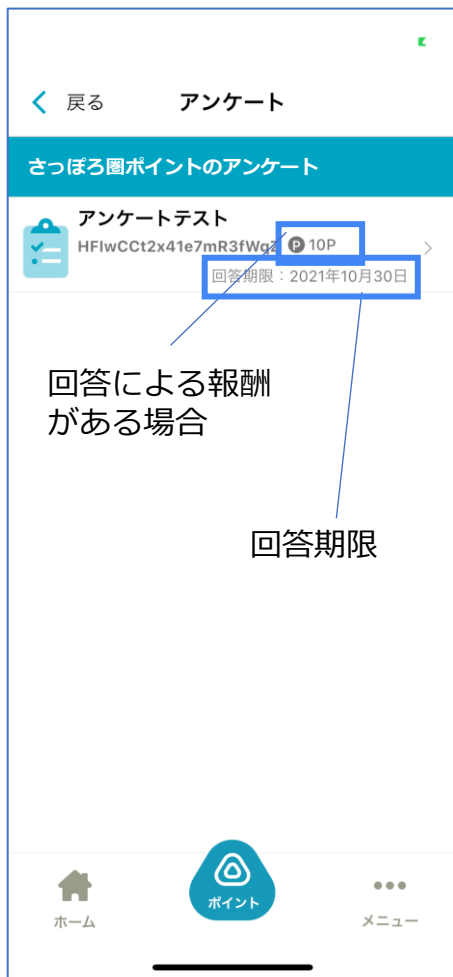 戻る
アンケート
さっぽろ圏ポイントのアンケート
アンケートテスト
P 10P
回答期限：2021年10月30日
回答による報酬
がある場合
回答期限
ホーム
ポイント
メニュー